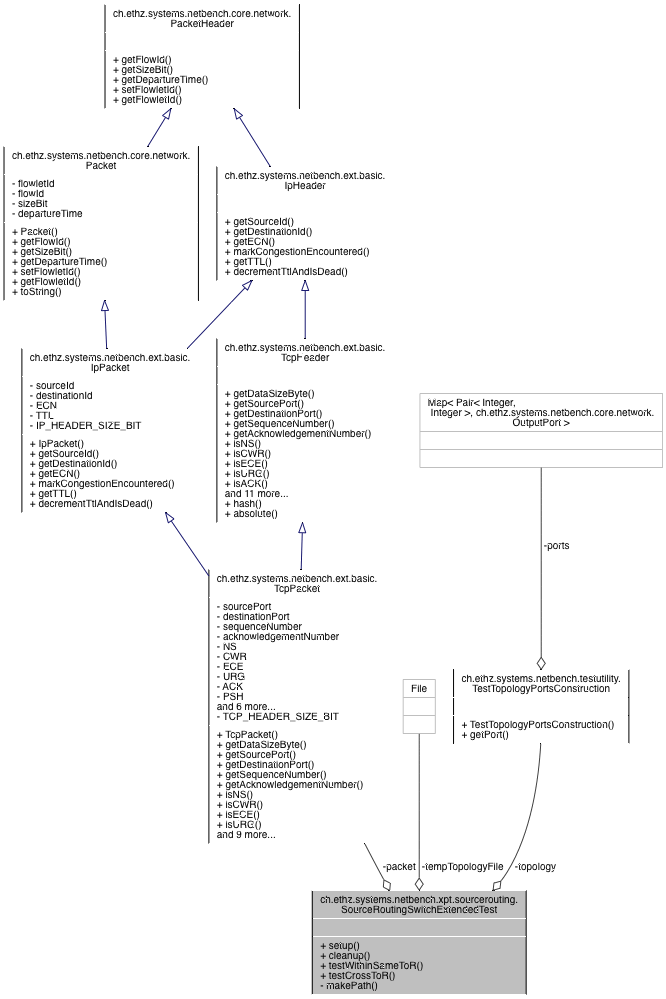 ch.ethz.systems.netbench.core.network.
PacketHeader
+ getFlowId()
+ getSizeBit()
+ getDepartureTime()
+ setFlowletId()
+ getFlowletId()
ch.ethz.systems.netbench.core.network.
Packet
- flowletId
- flowId
- sizeBit
- departureTime
+ Packet()
+ getFlowId()
+ getSizeBit()
+ getDepartureTime()
+ setFlowletId()
+ getFlowletId()
+ toString()
ch.ethz.systems.netbench.ext.basic.
IpHeader
+ getSourceId()
+ getDestinationId()
+ getECN()
+ markCongestionEncountered()
+ getTTL()
+ decrementTtlAndIsDead()
ch.ethz.systems.netbench.ext.basic.
IpPacket
- sourceId
- destinationId
- ECN
- TTL
- IP_HEADER_SIZE_BIT
+ IpPacket()
+ getSourceId()
+ getDestinationId()
+ getECN()
+ markCongestionEncountered()
+ getTTL()
+ decrementTtlAndIsDead()
ch.ethz.systems.netbench.ext.basic.
TcpHeader
+ getDataSizeByte()
+ getSourcePort()
+ getDestinationPort()
+ getSequenceNumber()
+ getAcknowledgementNumber()
+ isNS()
+ isCWR()
+ isECE()
+ isURG()
+ isACK()
and 11 more...
+ hash()
+ absolute()
Map< Pair< Integer,
Integer >, ch.ethz.systems.netbench.core.network.
OutputPort >
-ports
ch.ethz.systems.netbench.ext.basic.
TcpPacket
- sourcePort
- destinationPort
- sequenceNumber
- acknowledgementNumber
- NS
- CWR
- ECE
- URG
- ACK
- PSH
and 6 more...
- TCP_HEADER_SIZE_BIT
+ TcpPacket()
+ getDataSizeByte()
+ getSourcePort()
+ getDestinationPort()
+ getSequenceNumber()
+ getAcknowledgementNumber()
+ isNS()
+ isCWR()
+ isECE()
+ isURG()
and 9 more...
File
ch.ethz.systems.netbench.testutility.
TestTopologyPortsConstruction
+ TestTopologyPortsConstruction()
+ getPort()
-packet
-tempTopologyFile
-topology
ch.ethz.systems.netbench.xpt.sourcerouting.
SourceRoutingSwitchExtendedTest
+ setup()
+ cleanup()
+ testWithinSameToR()
+ testCrossToR()
- makePath()